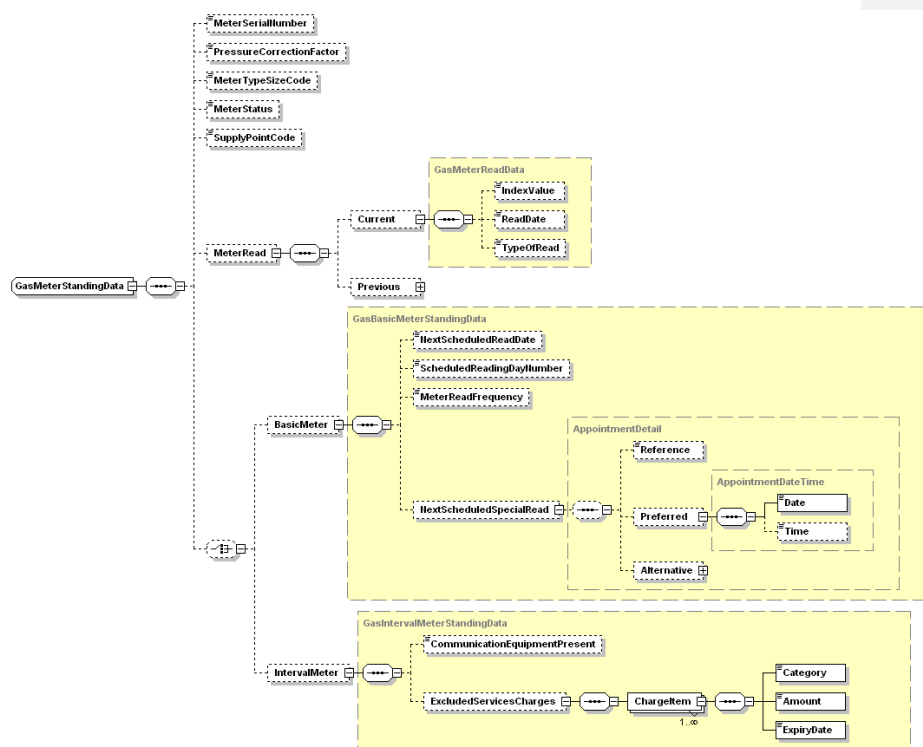 MeterSerialNumber
PressureCorrectionFactor
MeterTypeSizeCode
MeterStatus
SupplyPointCode
GasMeterReadData
IndexValue
Current
ReadDate
TypeOfRead
MeterRead
GasMeterStandingData
Previous
GasBasicMeterStandingData
NextScheduledReadDate
ScheduledReadingDayNumber
MeterReadFrequency
BasicMeter
AppointmentDetail
Reference
AppointmentDateTime
Date
NextScheduledSpecialRead
Preferred
Time
Alternative
GasIntervalMeterStandingData
CommunicationEquipmentPresent
IntervalMeter
Category
ExcludedServicesCharges
ChargeItem
Amount
1..∞
ExpiryDate